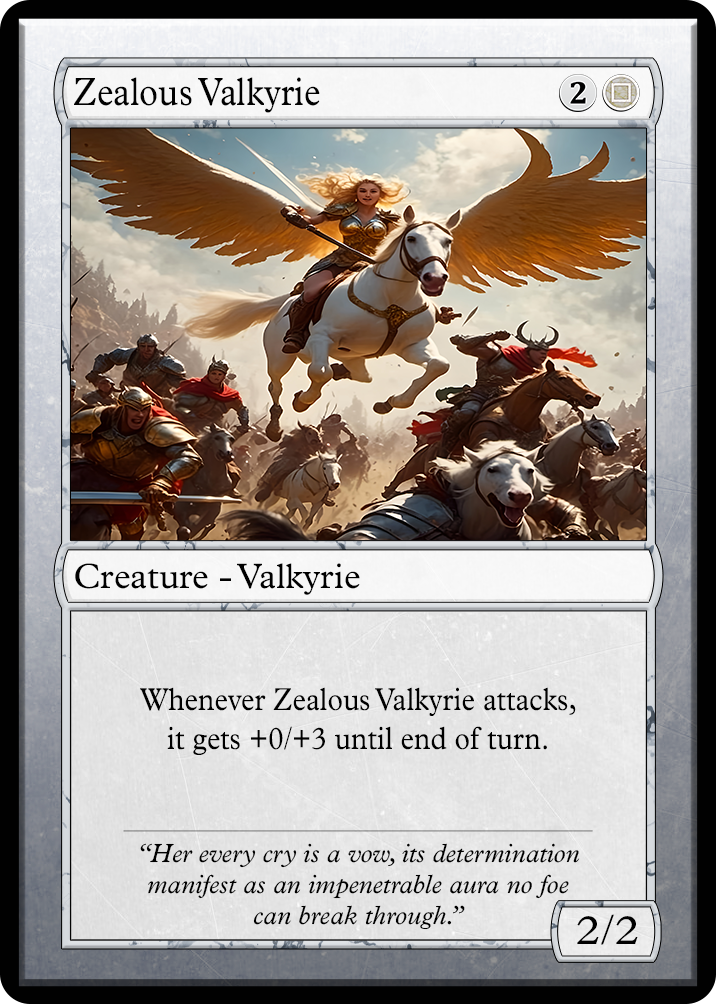 Zealous Valkyrie 2
Creature - Valkyrie
Whenever Zealous Valkyrie attacks,
it gets +0/+3 until end of turn.
“Her every cry is a vow, its determination
manifest as an impenetrable aura no foe
can break through.”
2/2